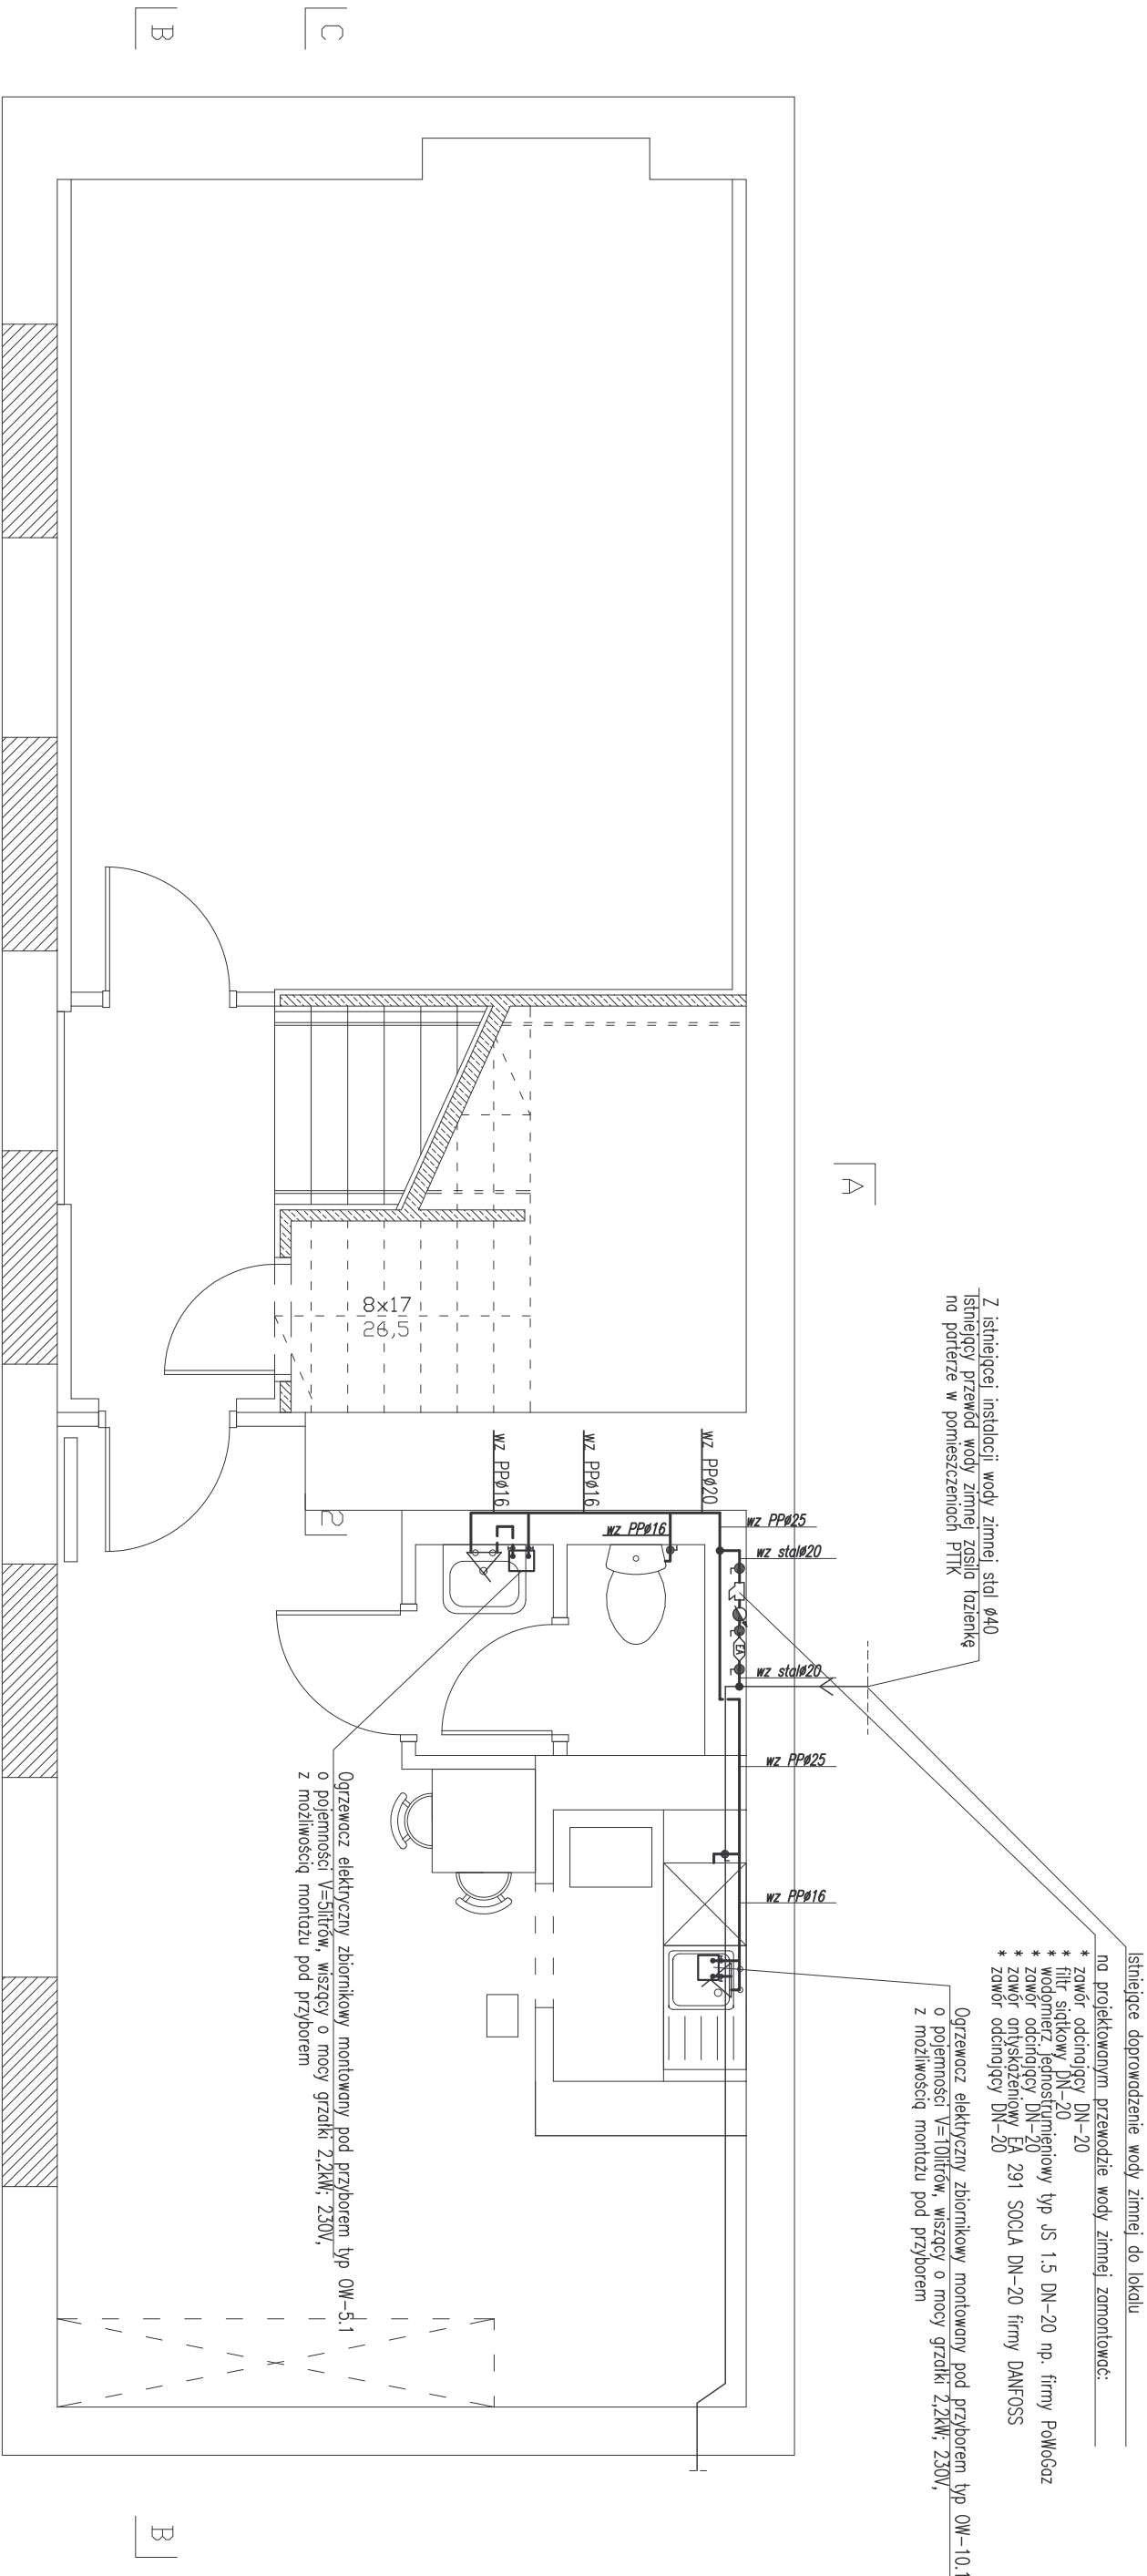 B
C
A
2
B
Z istniejącej instalacji wody zimnej stal ø40
istniejący przewód wody zimnej zasila łazienkę
na parterze w pomieszczeniach PTTK
istniejące doprowadzenie wody zimnej do lokalu
na projektowanym przewodzie wody zimnej zamontować:
* zawór odcinający DN-20
* filtr siatkowy DN-20
* wodomierz jednostrumieniowy typ JS 1.5 DN-20 np. firmy PoWoGaz
* zawór odcinający DN-20
* zawór antyskażeniowy EA 291 SOCLA DN-20 firmy DANFOSS
* zawór odcinający DN-20
Ogrzewacz elektryczny zbiornikowy montowany pod przyborem typ OW-10.1
o pojemności V=10litrów, wiszący o mocy grzałki 2,2kW; 230V,
z możliwością montażu pod przyborem
wz PPø20
wz PPø16
wz PPø16
wz PPø16
wz PPø25
wz stalø20
EA
wz stalø20
wz PPø25
wz PPø16
8x17
26,5
Ogrzewacz elektryczny zbiornikowy montowany pod przyborem typ OW-5.1
o pojemności V=5litrów, wiszący o mocy grzałki 2,2kW; 230V,
z możliwością montażu pod przyborem